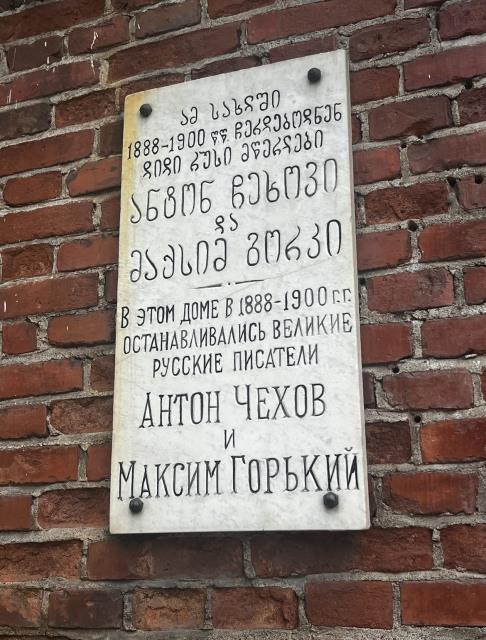 ამ სახლში
1888-1900 წწ ჩერდებოდნენ
დიდი რუსი მწერლები
ანტონ ჩეხოვი
და
მაქსიმ გორკი
В ЭТОМ ДОМЕ В 1888-1900 г.г.
ОСТАНАВЛИВАЛИСЬ ВЕЛИКИЕ
РУССКИЕ ПИСАТЕЛИ
АНТОН ЧЕХОВ
И
МАКСИМ ГОРЬКИЙ